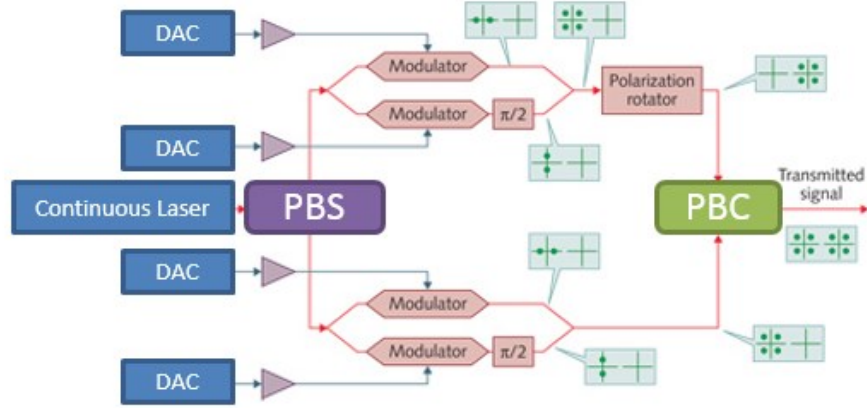 DAC
Modulator
Polarization
rotator
Modulator
π/2
DAC
Continuous Laser
PBS
PBC
Transmitted
signal
DAC
Modulator
Modulator
π/2
DAC